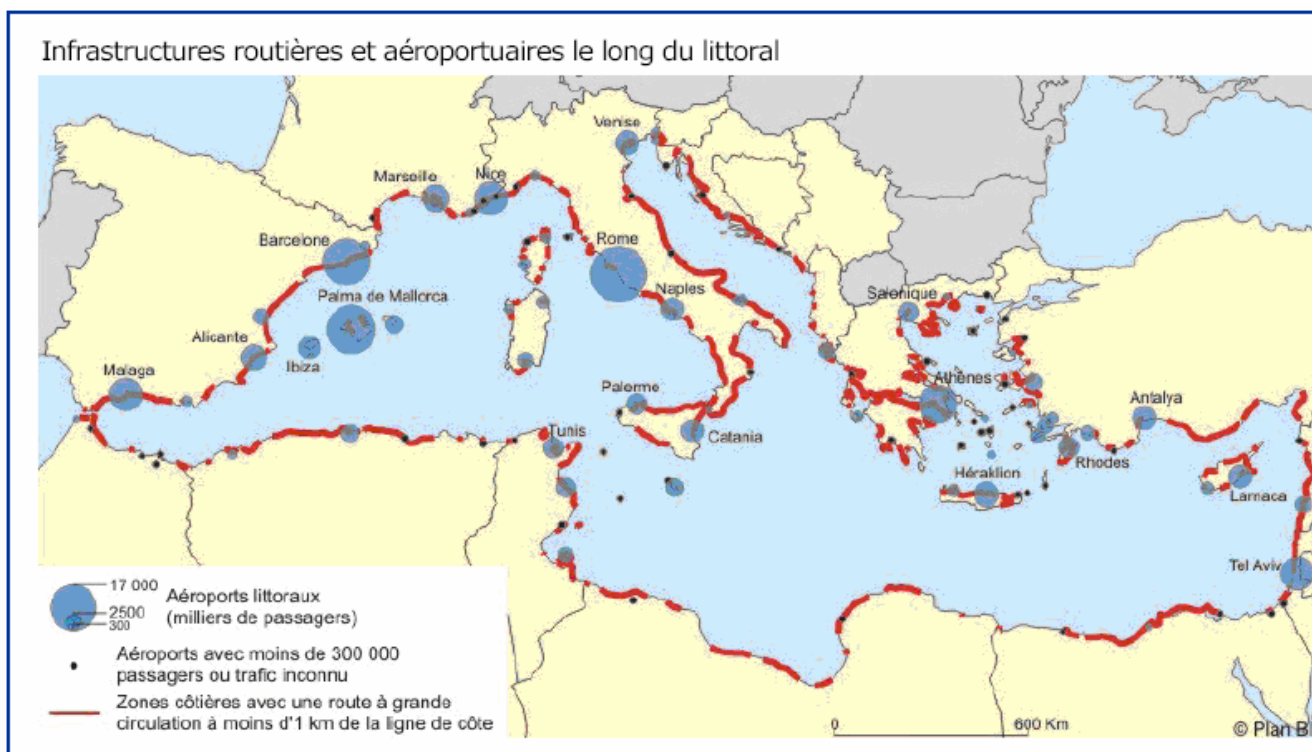 Infrastructures routières et aéroportuaires le long du littoral
Venise
Marseille
Nice
Barcelone
Rome
Palma de Mallorca
Naples
Salonique
Alicante
Ibiza
Malaga
Palerme
Athènes
Antalya
Tunis
Catania
Rhodes
Héraklion
Larnaca
Tel Aviv
17 000
2500
300
Aéroports littoraux
(milliers de passagers)
Aéroports avec moins de 300 000
passagers ou trafic inconnu
Zones côtières avec une route à grande
circulation à moins d'1 km de la ligne de côte
0
600 Km
© Plan B